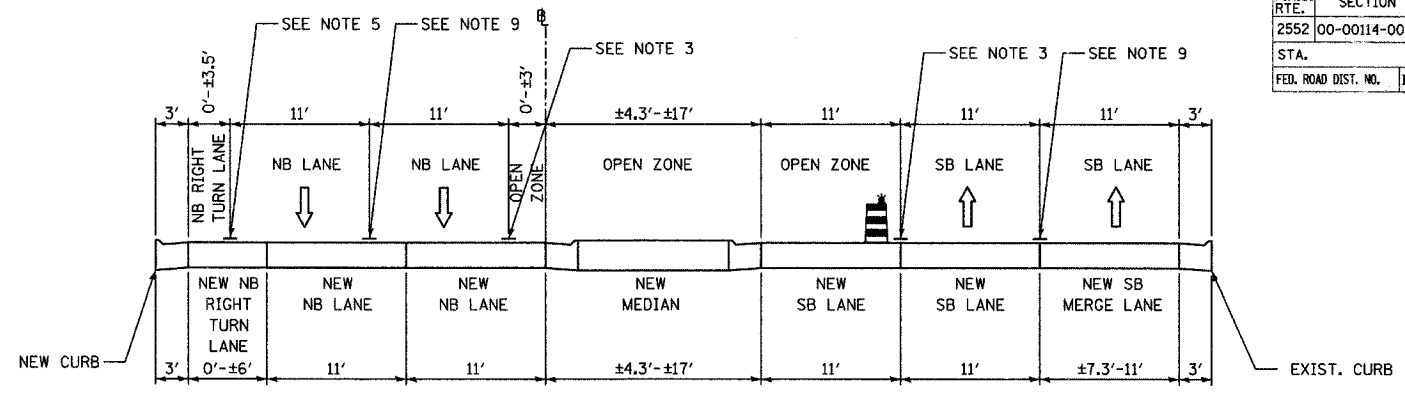 RTE. SECTION
2552 00-00114-00
STA.
FED. ROAD DIST. NO.
SEE NOTE 5
SEE NOTE 9
SEE NOTE 3
SEE NOTE 3
SEE NOTE 9
3' 0'-±3.5' 11' 11' 0'-±3' ±4.3'-±17' 11' 11' 11' 3'
NB RIGHT
TURN LANE
NB LANE
NB LANE
OPEN
ZONE
OPEN ZONE
OPEN ZONE
SB LANE
SB LANE
NEW NB
RIGHT
TURN
LANE
NEW
NB LANE
NEW
NB LANE
NEW
MEDIAN
NEW
SB LANE
NEW
SB LANE
NEW SB
MERGE LANE
NEW CURB
3' 0'-±6' 11' 11' ±4.3'-±17' 11' 11' ±7.3'-11' 3'
EXIST. CURB